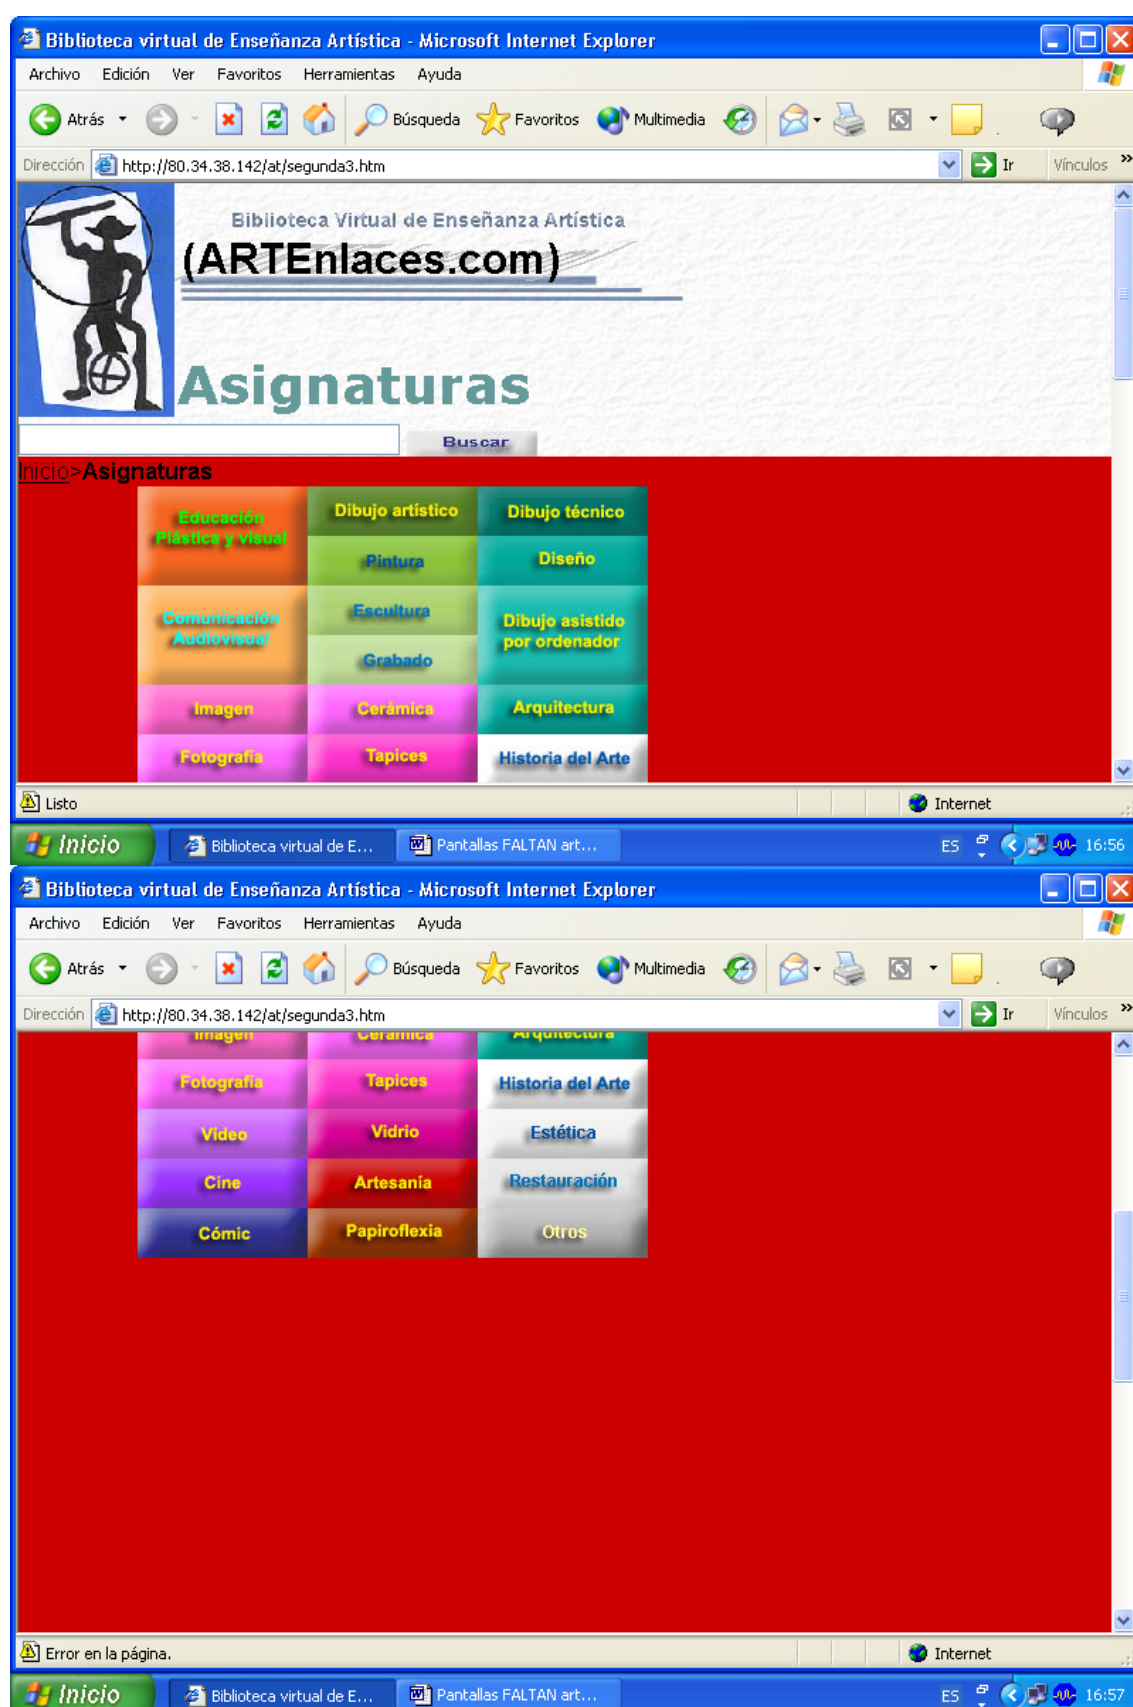 Biblioteca virtual de Enseñanza Artística - Microsoft Internet Explorer
Archivo Edición Ver Favoritos Herramientas Ayuda
Atrás Búsqueda Favoritos Multimedia
Dirección http://80.34.38.142/at/segunda3.htm Ir Vínculos »
Biblioteca Virtual de Enseñanza Artística
(ARTEnlaces.com)
Asignaturas
Buscar
Inicio>Asignaturas
Educación Plástica y visual
Dibujo artístico
Dibujo técnico
Pintura
Diseño
Comunicación Audiovisual
Escultura
Dibujo asistido por ordenador
Grabado
Imagen
Cerámica
Arquitectura
Fotografía
Tapices
Historia del Arte
Listo Internet
Inicio Biblioteca virtual de E... Pantallas FALTAN art... ES 16:56
Biblioteca virtual de Enseñanza Artística - Microsoft Internet Explorer
Archivo Edición Ver Favoritos Herramientas Ayuda
Atrás Búsqueda Favoritos Multimedia
Dirección http://80.34.38.142/at/segunda3.htm Ir Vínculos »
Imagen
Cerámica
Arquitectura
Fotografía
Tapices
Historia del Arte
Vídeo
Vidrio
Estética
Cine
Artesanía
Restauración
Cómic
Papiroflexia
Otros
Error en la página. Internet
Inicio Biblioteca virtual de E... Pantallas FALTAN art... ES 16:57